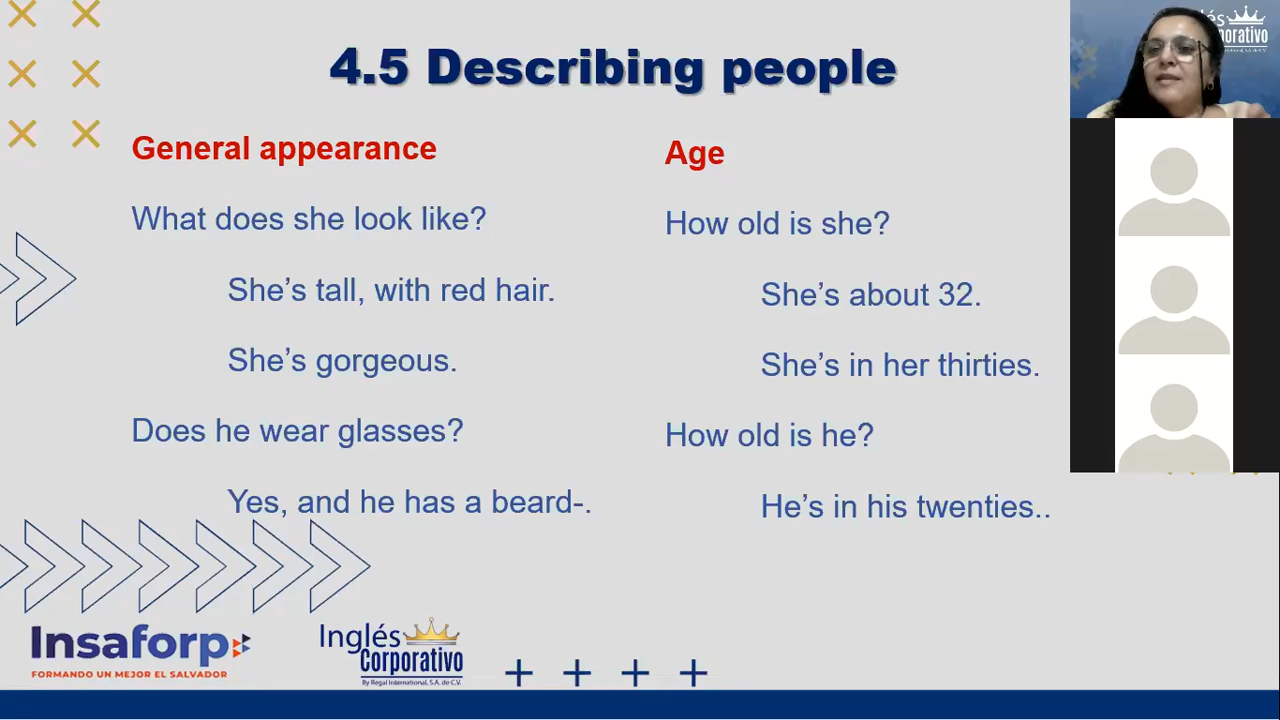 4.5 Describing people
General appearance
What does she look like?
She’s tall, with red hair.
She’s gorgeous.
Does he wear glasses?
Yes, and he has a beard-.
Age
How old is she?
She’s about 32.
She’s in her thirties.
How old is he?
He’s in his twenties..
Insaforp
FORMANDO UN MEJOR EL SALVADOR
Inglés
Corporativo
By Regal International, S.A. de C.V.